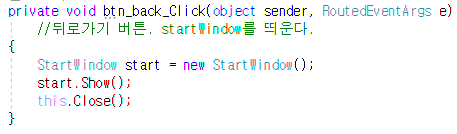 private void btn_back_Click(object sender, RoutedEventArgs e)
//뒤로가기 버튼. startWindow를 띄운다.
{
StartWindow start = new StartWindow();
start.Show();
this.Close();
}